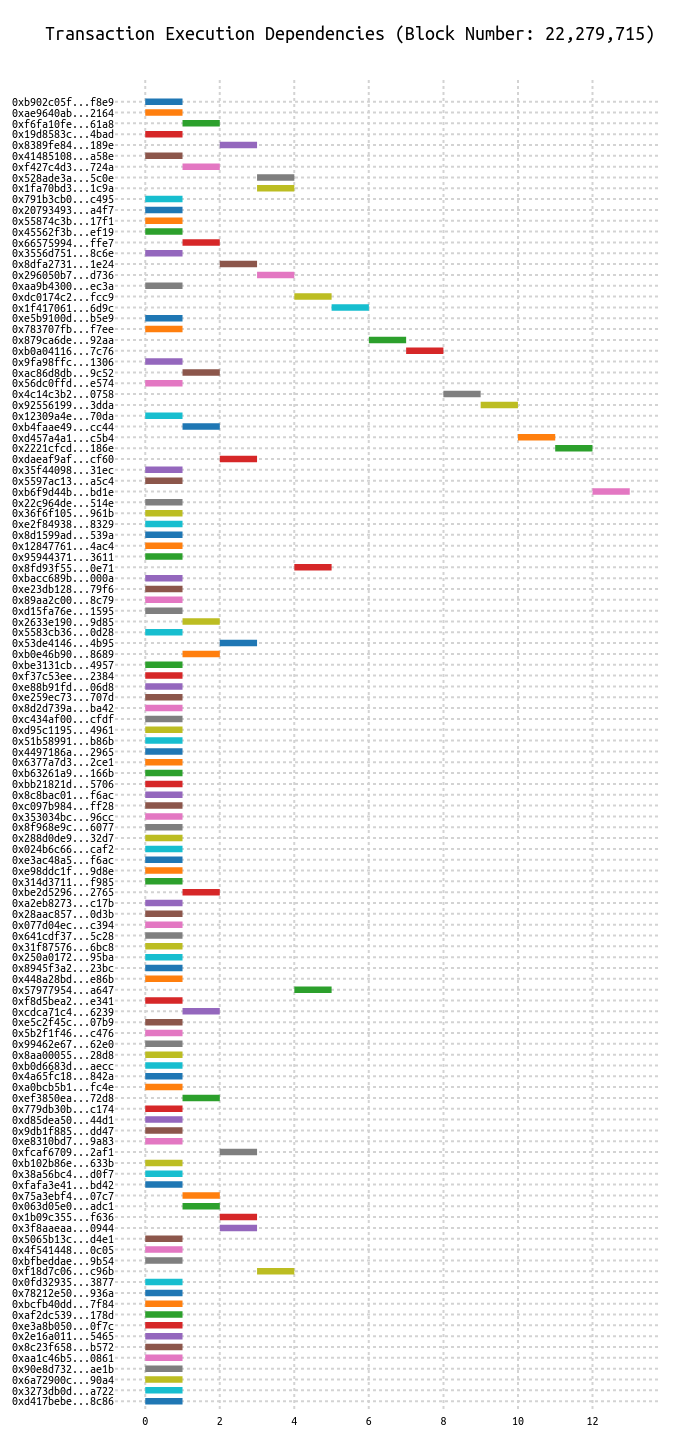 Transaction Execution Dependencies (Block Number: 22,279,715)
0xb902c05f...f8e9
0xae9640ab...2164
0xf6fa10fe...61a8
0x19d8583c...4bad
0x8389fe84...189e
0x41485108...a58e
0xf427c4d3...724a
0x528ade3a...5c0e
0x1fa70bd3...1c9a
0x791b3cb0...c495
0x20793493...a4f7
0x55874c3b...17f1
0x45562f3b...ef19
0x66575994...ffe7
0x3556d751...8c6e
0x8dfa2731...1e24
0x296050b7...d736
0xaa9b4300...ec3a
0xdc0174c2...fcc9
0x1f417061...6d9c
0xe5b9100d...b5e9
0x783707fb...f7ee
0x879ca6de...92aa
0xb0a04116...7c76
0x9fa98ffc...1306
0xac86d8db...9c52
0x56dc0ffd...e574
0x4c14c3b2...0758
0x92556199...3dda
0x12309a4e...70da
0xb4faae49...cc44
0xd457a4a1...c5b4
0x2221cfcd...186e
0xdaeaf9af...cf60
0x35f44098...31ec
0x5597ac13...a5c4
0xb6f9d44b...bd1e
0x22c964de...514e
0x36f6f105...961b
0xe2f84938...8329
0x8d1599ad...539a
0x12847761...4ac4
0x95944371...3611
0x8fd93f55...0e71
0xbacc689b...000a
0xe23db128...79f6
0x89aa2c00...8c79
0xd15fa76e...1595
0x2633e190...9d85
0x5583cb36...0d28
0x53de4146...4b95
0xb0e46b90...8689
0xbe3131cb...4957
0xf37c53ee...2384
0xe88b91fd...06d8
0xe259ec73...707d
0x8d2d739a...ba42
0xc434af00...cfdf
0xd95c1195...4961
0x51b58991...b86b
0x4497186a...2965
0x6377a7d3...2ce1
0xb63261a9...166b
0xbb21821d...5706
0x8c8bac01...f6ac
0xc097b984...ff28
0x353034bc...96cc
0x8f968e9c...6077
0x288d0de9...32d7
0x024b6c66...caf2
0xe3ac48a5...f6ac
0xe98ddc1f...9d8e
0x314d3711...f985
0xbe2d5296...2765
0xa2eb8273...c17b
0x28aac857...0d3b
0x077d04ec...c394
0x641cdf37...5c28
0x31f87576...6bc8
0x250a0172...95ba
0x8945f3a2...23bc
0x448a28bd...e86b
0x57977954...a647
0xf8d5bea2...e341
0xcdca71c4...6239
0xe5c2f45c...07b9
0x5b2f1f46...c476
0x99462e67...62e0
0x8aa00055...28d8
0xb0d6683d...aecc
0x4a65fc18...842a
0xa0bcb5b1...fc4e
0xef3850ea...72d8
0x779db30b...c174
0xd85dea50...44d1
0x9db1f885...dd47
0xe8310bd7...9a83
0xfcaf6709...2af1
0xb102b86e...633b
0x38a56bc4...d0f7
0xfafa3e41...bd42
0x75a3ebf4...07c7
0x063d05e0...adc1
0x1b09c355...f636
0x3f8aaeaa...0944
0x5065b13c...d4e1
0x4f541448...0c05
0xbfbeddae...9b54
0xf18d7c06...c96b
0x0fd32935...3877
0x78212e50...936a
0xbcfb40dd...7f84
0xaf2dc539...178d
0xe3a8b050...0f7c
0x2e16a011...5465
0x8c23f658...b572
0xaa1c46b5...0861
0x90e8d732...ae1b
0x6a72900c...90a4
0x3273db0d...a722
0xd417bebe...8c86
0 2 4 6 8 10 12